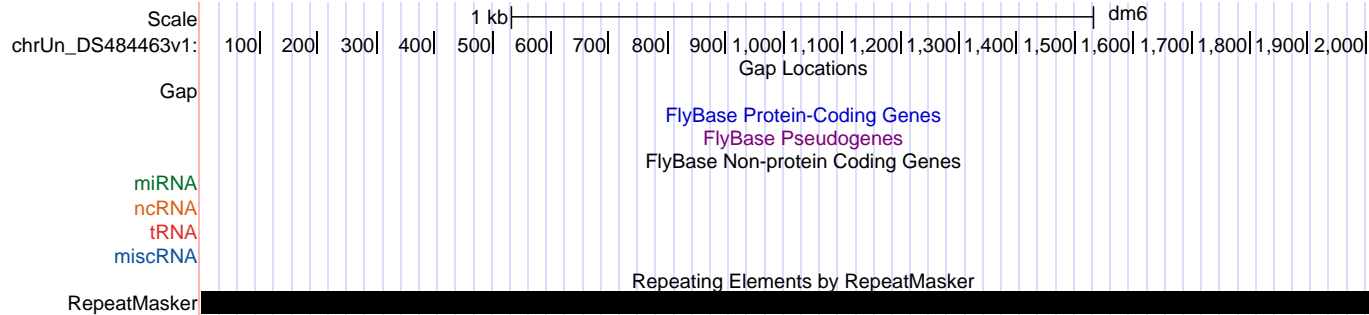 Scale 1 kb dm6
chrUn_DS484463v1: 100| 200| 300| 400| 500| 600| 700| 800| 900| 1,000| 1,100| 1,200| 1,300| 1,400| 1,500| 1,600| 1,700| 1,800| 1,900| 2,000|
Gap Locations
Gap
FlyBase Protein-Coding Genes
FlyBase Pseudogenes
FlyBase Non-protein Coding Genes
miRNA
ncRNA
tRNA
miscRNA
Repeating Elements by RepeatMasker
RepeatMasker